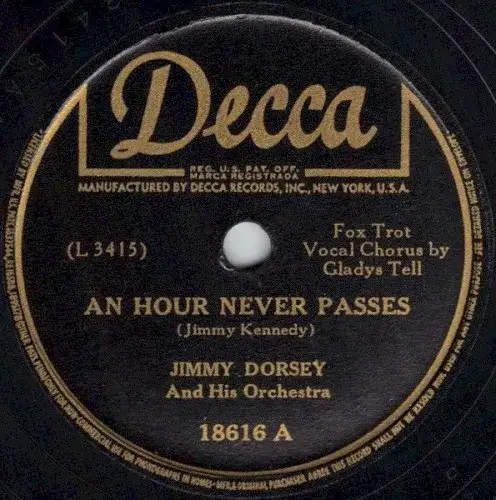 Decca
REG. U.S. PAT. OFF.
MARCA REGISTRADA
MANUFACTURED BY DECCA RECORDS, INC., NEW YORK, U.S.A.
(L 3415)
Fox Trot
Vocal Chorus by
Gladys Tell
AN HOUR NEVER PASSES
(Jimmy Kennedy)
JIMMY DORSEY
And His Orchestra
18616 A